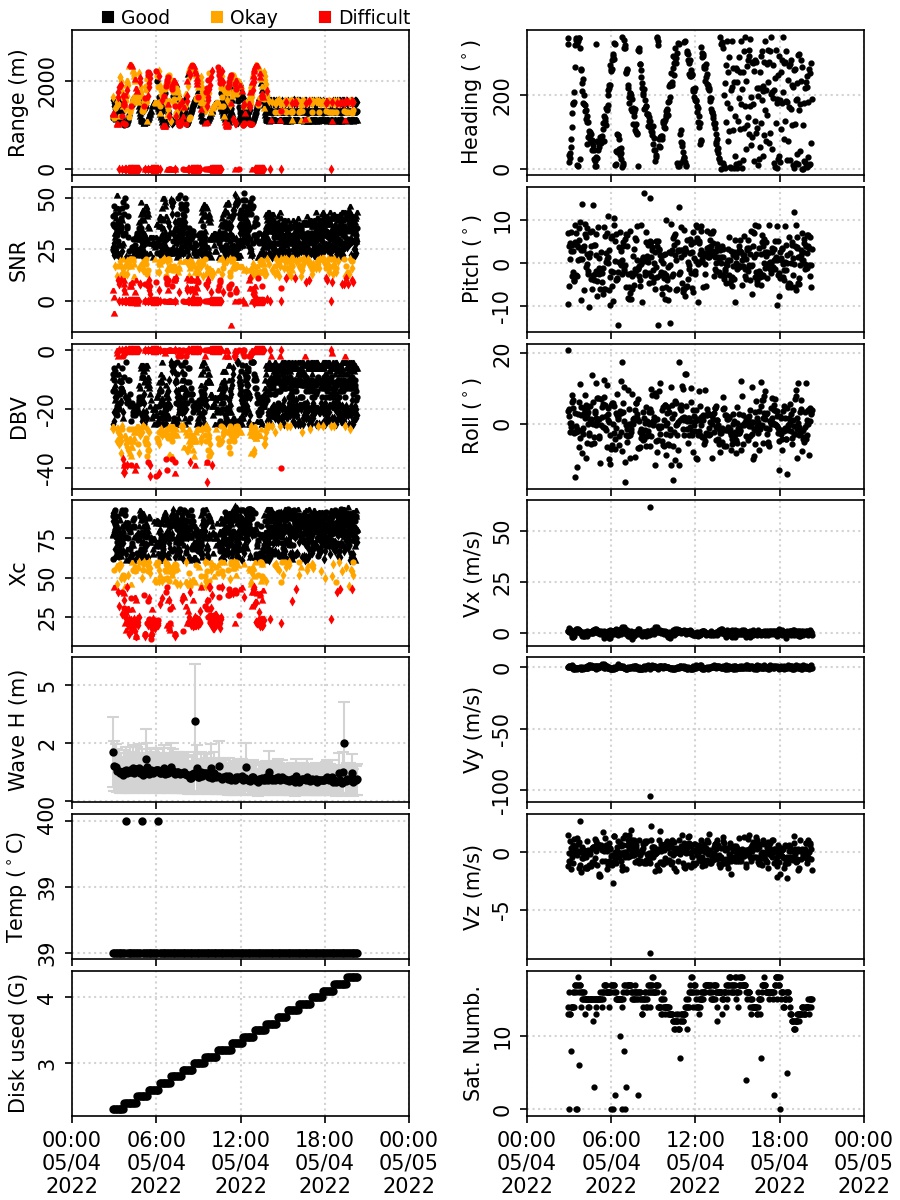 Good Okay Difficult
Range (m)
2000
0
Heading (°)
200
0
SNR
50
25
0
Pitch (°)
10
0
-10
DBV
0
-20
-40
Roll (°)
20
0
Xc
75
50
25
Vx (m/s)
50
25
0
Wave H (m)
5
2
0
Vy (m/s)
0
-50
-100
Temp (°C)
40
39
39
Vz (m/s)
0
-5
Disk used (G)
4
3
Sat. Numb.
10
0
00:00 06:00 12:00 18:00 00:00
05/04 05/04 05/04 05/04 05/05
2022 2022 2022 2022 2022
00:00 06:00 12:00 18:00 00:00
05/04 05/04 05/04 05/04 05/05
2022 2022 2022 2022 2022